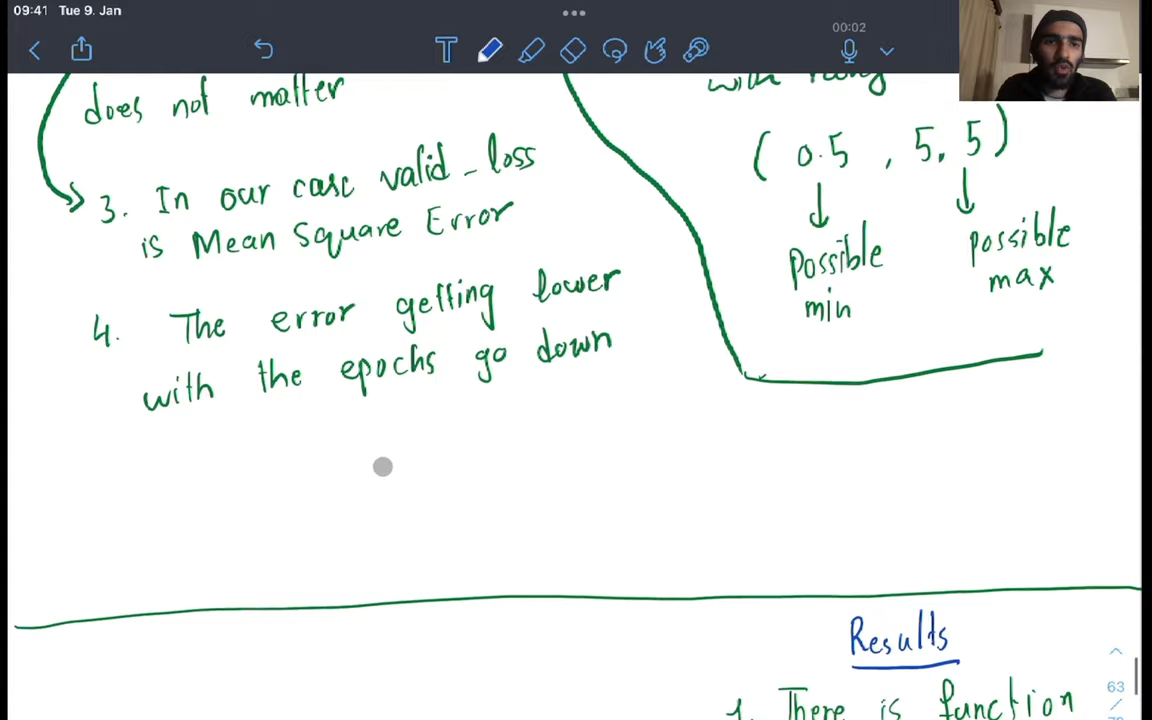 09:41 Tue 9. Jan
00:02
does not matter
3. In our case valid_loss
is Mean Square Error
4. The error getting lower
with the epochs go down
with
(0.5, 5,5)
possible
min
possible
max
Results
1. There is function
63